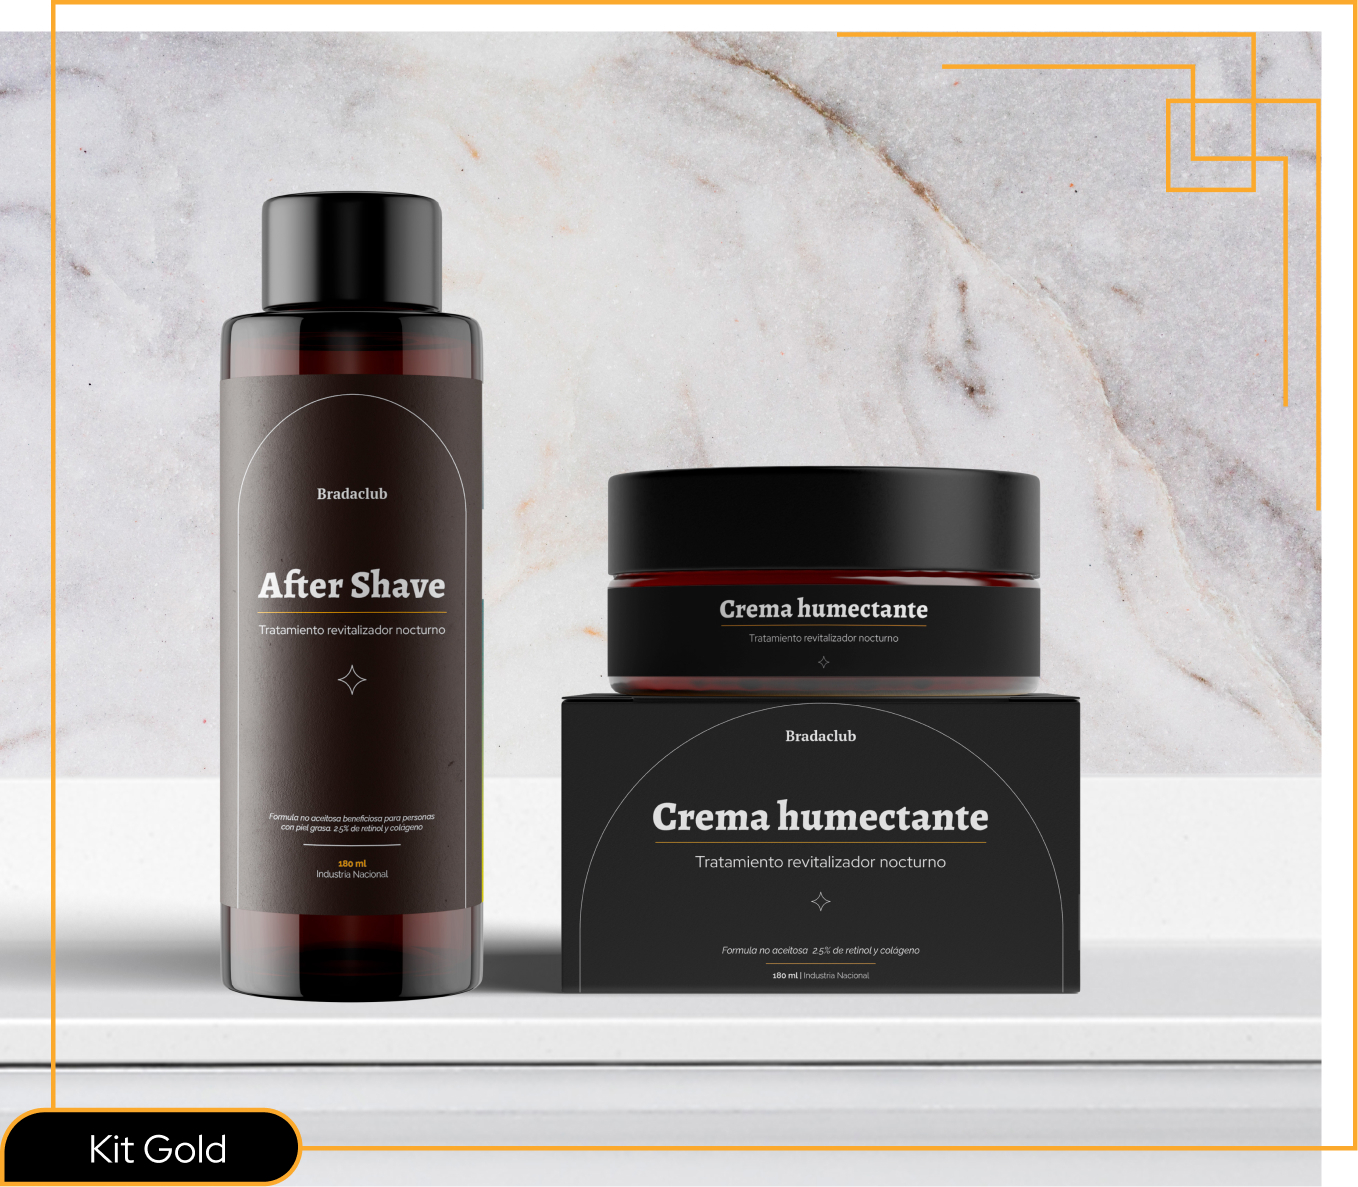 Bradaclub
After Shave
Tratamiento revitalizador nocturno
Formula no aceitosa beneficiosa para personas
con piel grasa. 2.5% de retinol y colágeno
180 ml
Industria Nacional
Crema humectante
Tratamiento revitalizador nocturno
Bradaclub
Crema humectante
Tratamiento revitalizador nocturno
Formula no aceitosa 2.5% de retinol y colágeno
180 ml | Industria Nacional
Kit Gold